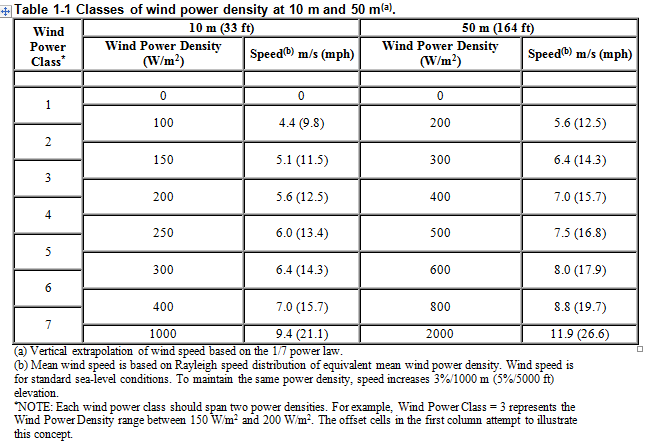 Table 1-1 Classes of wind power density at 10 m and 50 m(a).
Wind Power Class*
10 m (33 ft)
50 m (164 ft)
Wind Power Density (W/m²)
Speed(b) m/s (mph)
Wind Power Density (W/m²)
Speed(b) m/s (mph)
1
0 0 0
100 4.4 (9.8) 200 5.6 (12.5)
2
150 5.1 (11.5) 300 6.4 (14.3)
3
200 5.6 (12.5) 400 7.0 (15.7)
4
250 6.0 (13.4) 500 7.5 (16.8)
5
300 6.4 (14.3) 600 8.0 (17.9)
6
400 7.0 (15.7) 800 8.8 (19.7)
7
1000 9.4 (21.1) 2000 11.9 (26.6)
(a) Vertical extrapolation of wind speed based on the 1/7 power law.
(b) Mean wind speed is based on Rayleigh speed distribution of equivalent mean wind power density. Wind speed is
for standard sea-level conditions. To maintain the same power density, speed increases 3%/1000 m (5%/5000 ft)
elevation.
*NOTE: Each wind power class should span two power densities. For example, Wind Power Class = 3 represents the
Wind Power Density range between 150 W/m² and 200 W/m². The offset cells in the first column attempt to illustrate
this concept.